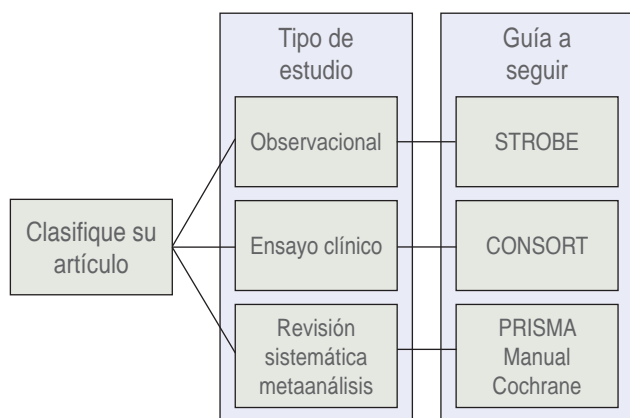 Tipo de
estudio
Guía a
seguir
Observacional
STROBE
Clasifique su
artículo
Ensayo clínico
CONSORT
Revisión
sistemática
metaanálisis
PRISMA
Manual
Cochrane